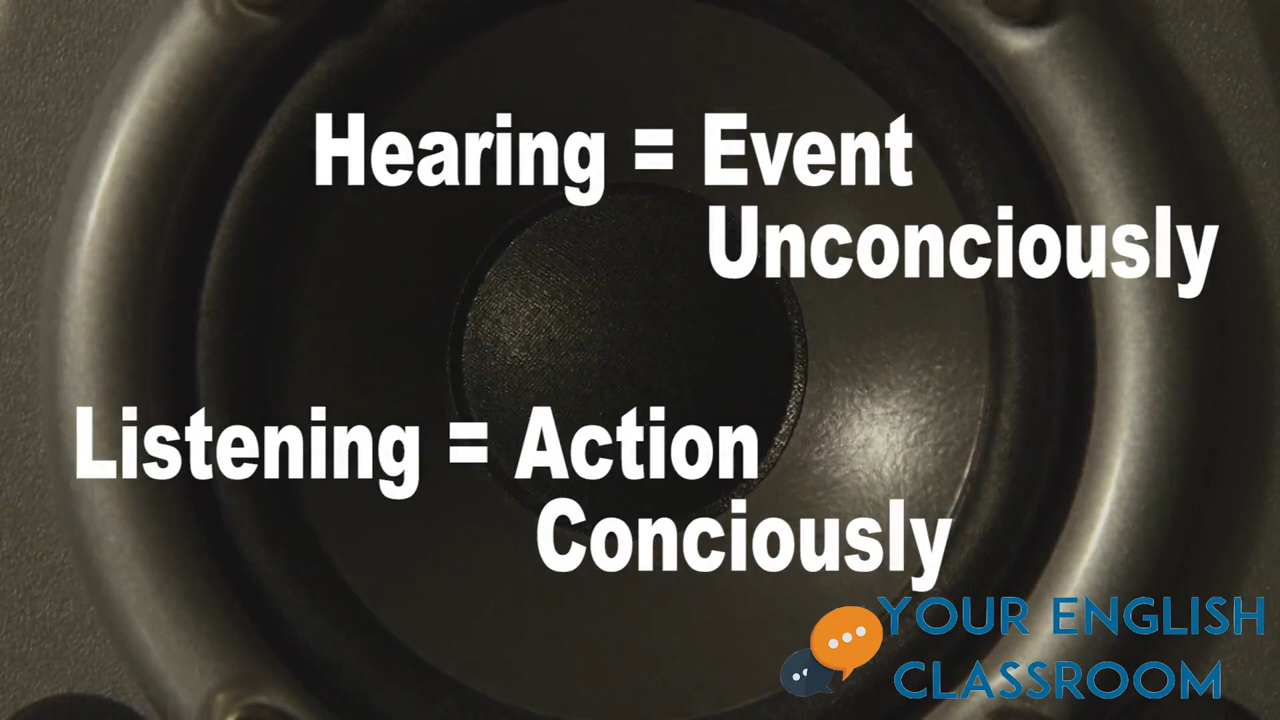 Hearing = Event
Unconciously
Listening = Action
Conciously
YOUR ENGLISH
CLASSROOM